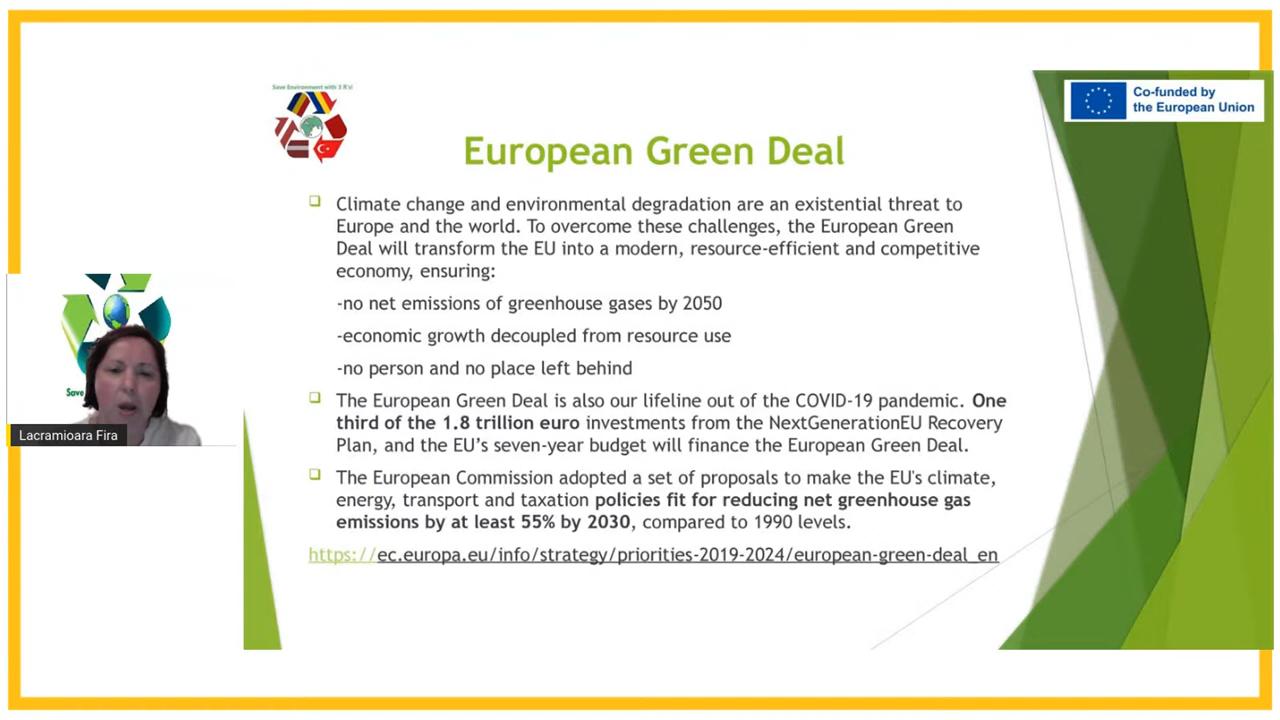 Save Environment with 3 R's!
Co-funded by
the European Union
European Green Deal
Climate change and environmental degradation are an existential threat to
Europe and the world. To overcome these challenges, the European Green
Deal will transform the EU into a modern, resource-efficient and competitive
economy, ensuring:
-no net emissions of greenhouse gases by 2050
-economic growth decoupled from resource use
-no person and no place left behind
The European Green Deal is also our lifeline out of the COVID-19 pandemic. One
third of the 1.8 trillion euro investments from the NextGenerationEU Recovery
Plan, and the EU’s seven-year budget will finance the European Green Deal.
The European Commission adopted a set of proposals to make the EU's climate,
energy, transport and taxation policies fit for reducing net greenhouse gas
emissions by at least 55% by 2030, compared to 1990 levels.
https://ec.europa.eu/info/strategy/priorities-2019-2024/european-green-deal_en
Save
Lacramioara Fira